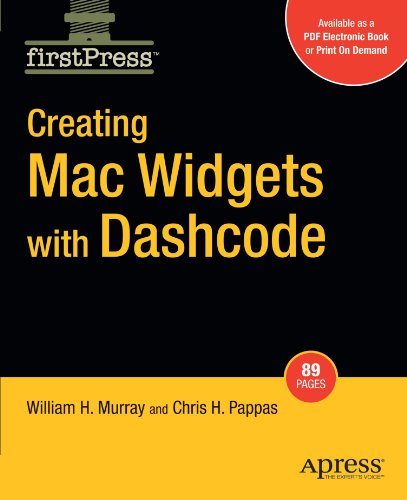 Available as a
PDF Electronic Book
or Print On Demand
firstPress™
Creating
Mac Widgets
with Dashcode
89
PAGES
William H. Murray and Chris H. Pappas
Apress®
THE EXPERT'S VOICE™